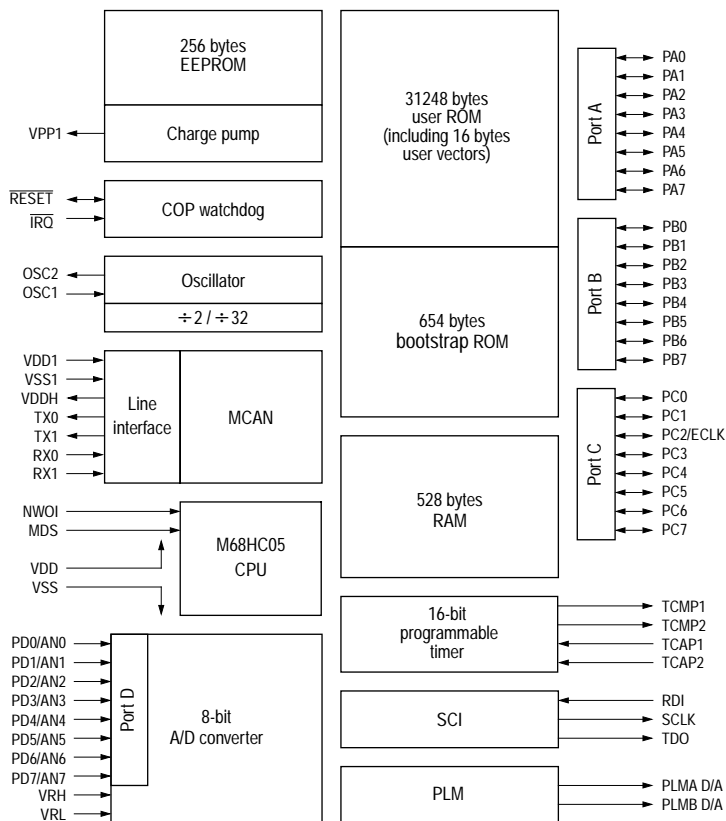 256 bytes
EEPROM
Charge pump
VPP1
COP watchdog
RESET
IRQ
Oscillator
÷2 / ÷32
OSC2
OSC1
VDD1
VSS1
VDDH
TX0
TX1
RX0
RX1
Line
interface
MCAN
NWOI
MDS
VDD
VSS
M68HC05
CPU
PD0/AN0
PD1/AN1
PD2/AN2
PD3/AN3
PD4/AN4
PD5/AN5
PD6/AN6
PD7/AN7
VRH
VRL
Port D
8-bit
A/D converter
31248 bytes
user ROM
(including 16 bytes
user vectors)
654 bytes
bootstrap ROM
528 bytes
RAM
16-bit
programmable
timer
SCI
PLM
Port A
PA0
PA1
PA2
PA3
PA4
PA5
PA6
PA7
Port B
PB0
PB1
PB2
PB3
PB4
PB5
PB6
PB7
Port C
PC0
PC1
PC2/ECLK
PC3
PC4
PC5
PC6
PC7
TCMP1
TCMP2
TCAP1
TCAP2
RDI
SCLK
TDO
PLMA D/A
PLMB D/A